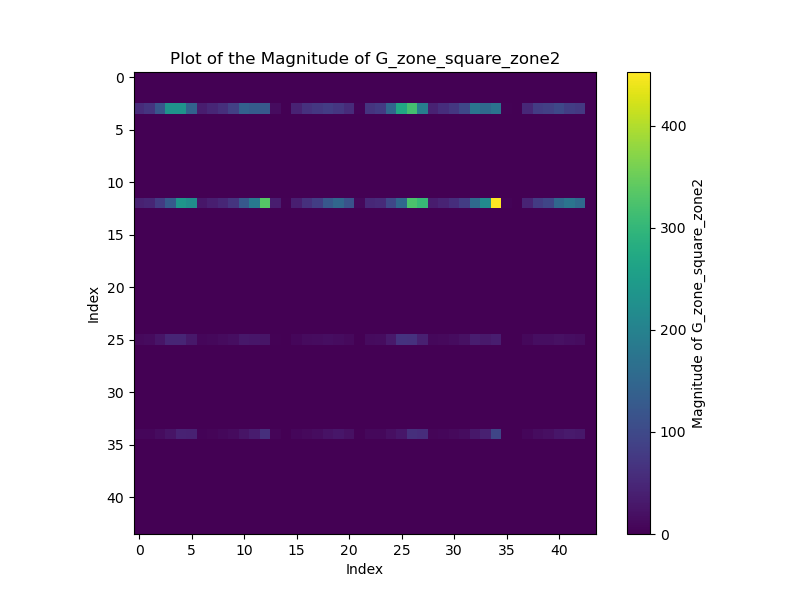 Plot of the Magnitude of G_zone_square_zone2
0
5
10
15
20
25
30
35
40
Index
0 5 10 15 20 25 30 35 40
Index
400
300
200
100
0
Magnitude of G_zone_square_zone2